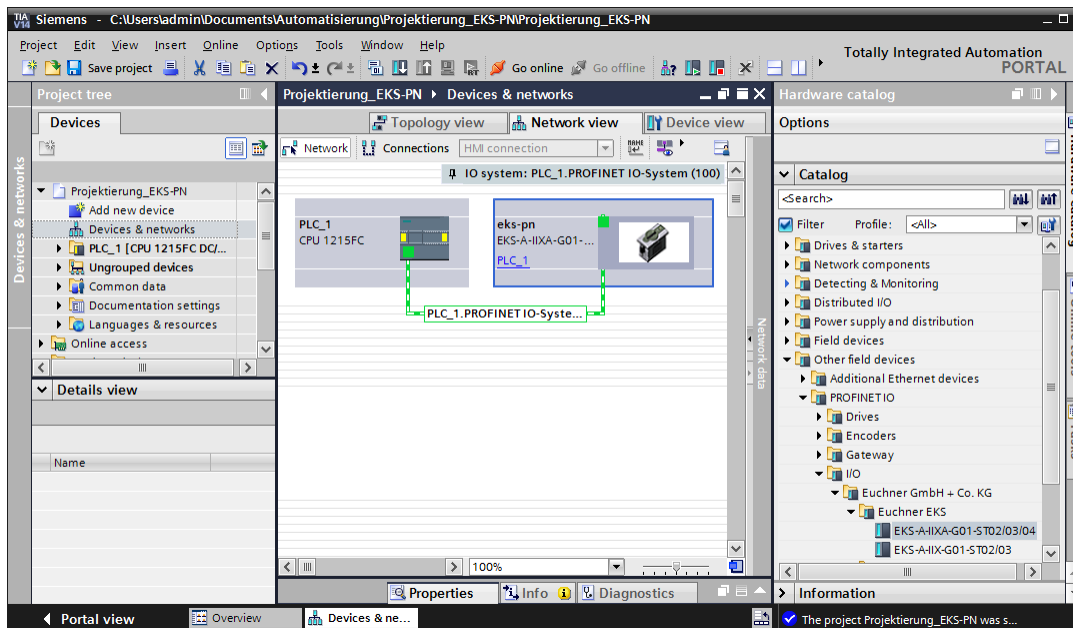 TIA V14 Siemens - C:\Users\admin\Documents\Automatisierung\Projektierung_EKS-PN\Projektierung_EKS-PN
Project Edit View Insert Online Options Tools Window Help
Save project Go online Go offline
Totally Integrated Automation
PORTAL
Project tree
Devices
Devices & networks
Projektierung_EKS-PN
Add new device
Devices & networks
PLC_1 [CPU 1215FC DC/...
Ungrouped devices
Common data
Documentation settings
Languages & resources
Online access
Details view
Name
Projektierung_EKS-PN Devices & networks
Topology view Network view Device view
Network Connections HMI connection
IO system: PLC_1.PROFINET IO-System (100)
PLC_1
CPU 1215FC
eks-pn
EKS-A-IIXA-G01-...
PLC_1
PLC_1.PROFINET IO-Syste...
Network data
100%
Properties Info Diagnostics
Hardware catalog
Options
Catalog
<Search>
Filter Profile: <All>
Drives & starters
Network components
Detecting & Monitoring
Distributed I/O
Power supply and distribution
Field devices
Other field devices
Additional Ethernet devices
PROFINET IO
Drives
Encoders
Gateway
I/O
Euchner GmbH + Co. KG
Euchner EKS
EKS-A-IIXA-G01-ST02/03/04
EKS-A-IIX-G01-ST02/03
Information
Portal view Overview Devices & ne...
The project Projektierung_EKS-PN was s...